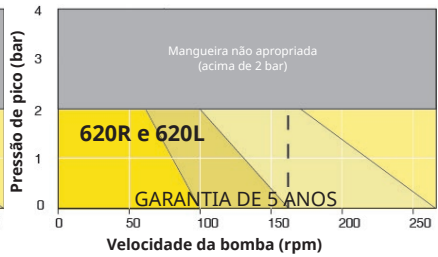 Pressão de pico (bar)
4
3
2
1
0
Mangueira não apropriada
(acima de 2 bar)
620R e 620L
GARANTIA DE 5 ANOS
0 50 100 150 200 250
Velocidade da bomba (rpm)